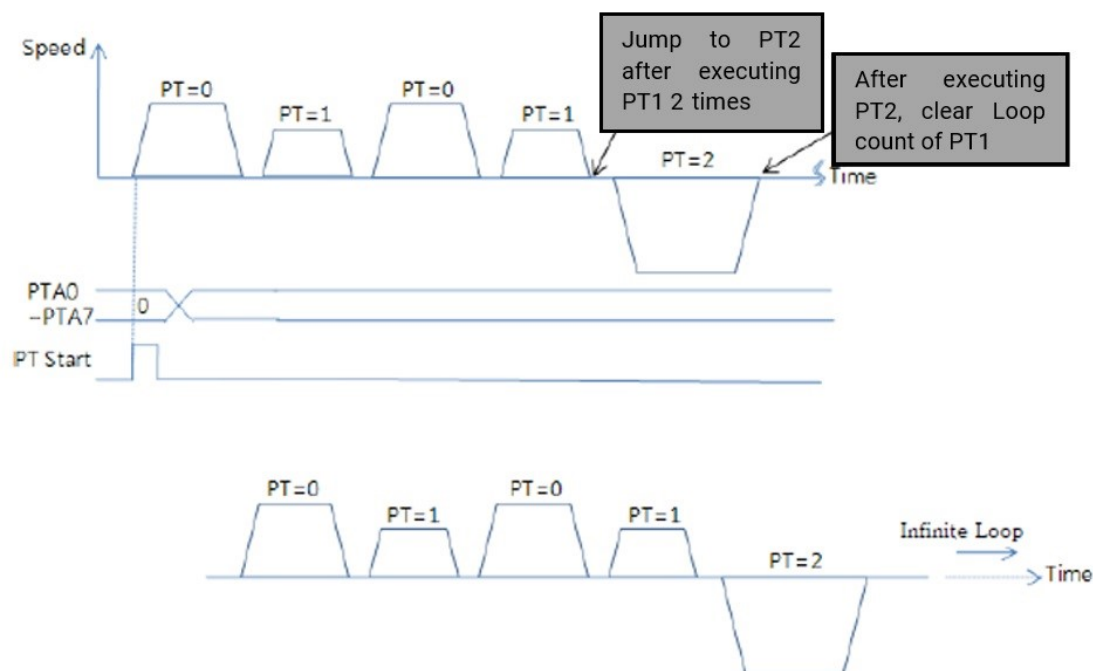 Speed
PT=0
PT=1
PT=0
PT=1
Jump to PT2
after executing
PT1 2 times
After executing
PT2, clear Loop
count of PT1
PT=2
Time
PTA0
~PTA7
0
PT Start
PT=0
PT=1
PT=0
PT=1
PT=2
Infinite Loop
Time